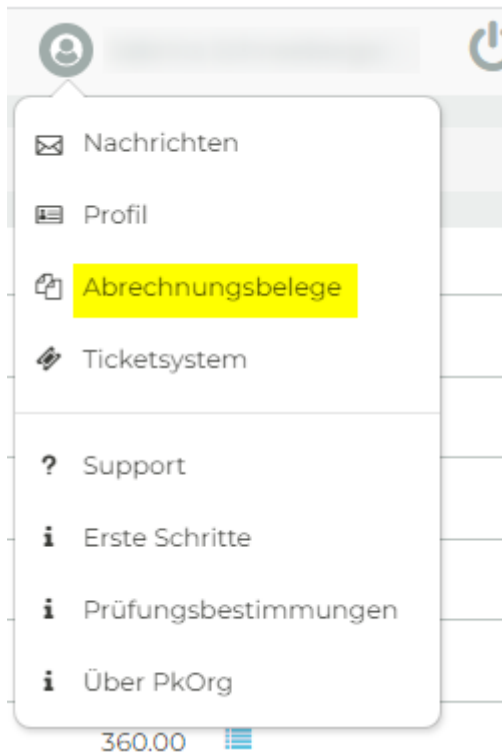 Nachrichten
Profil
Abrechnungsbelege
Ticketsystem
? Support
i Erste Schritte
i Prüfungsbestimmungen
i Über PkOrg
360.00